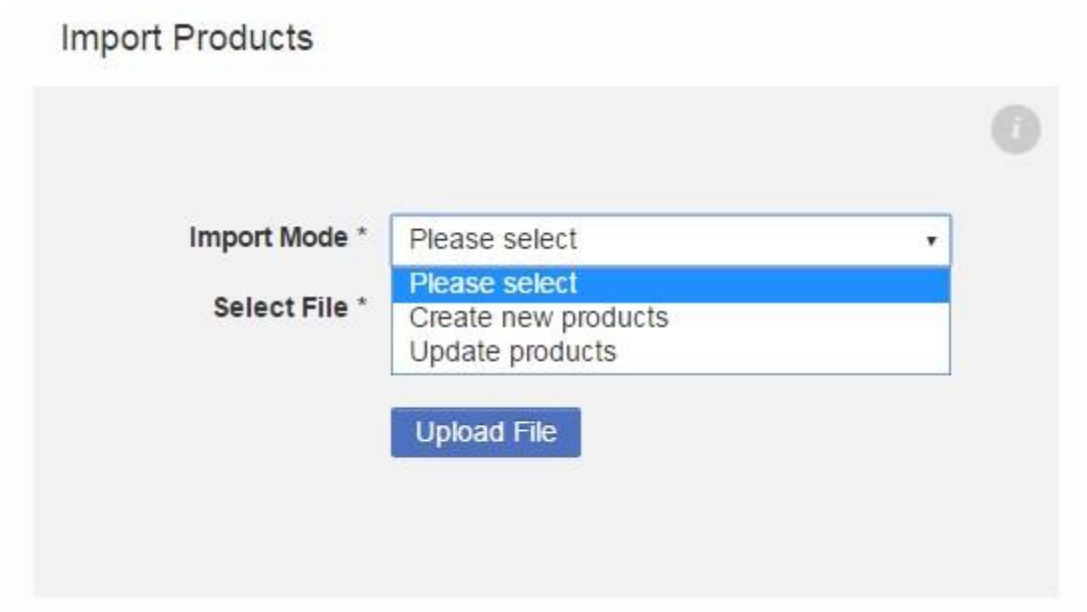 Import Products
i
Import Mode *
Please select
Please select
Select File *
Create new products
Update products
Upload File